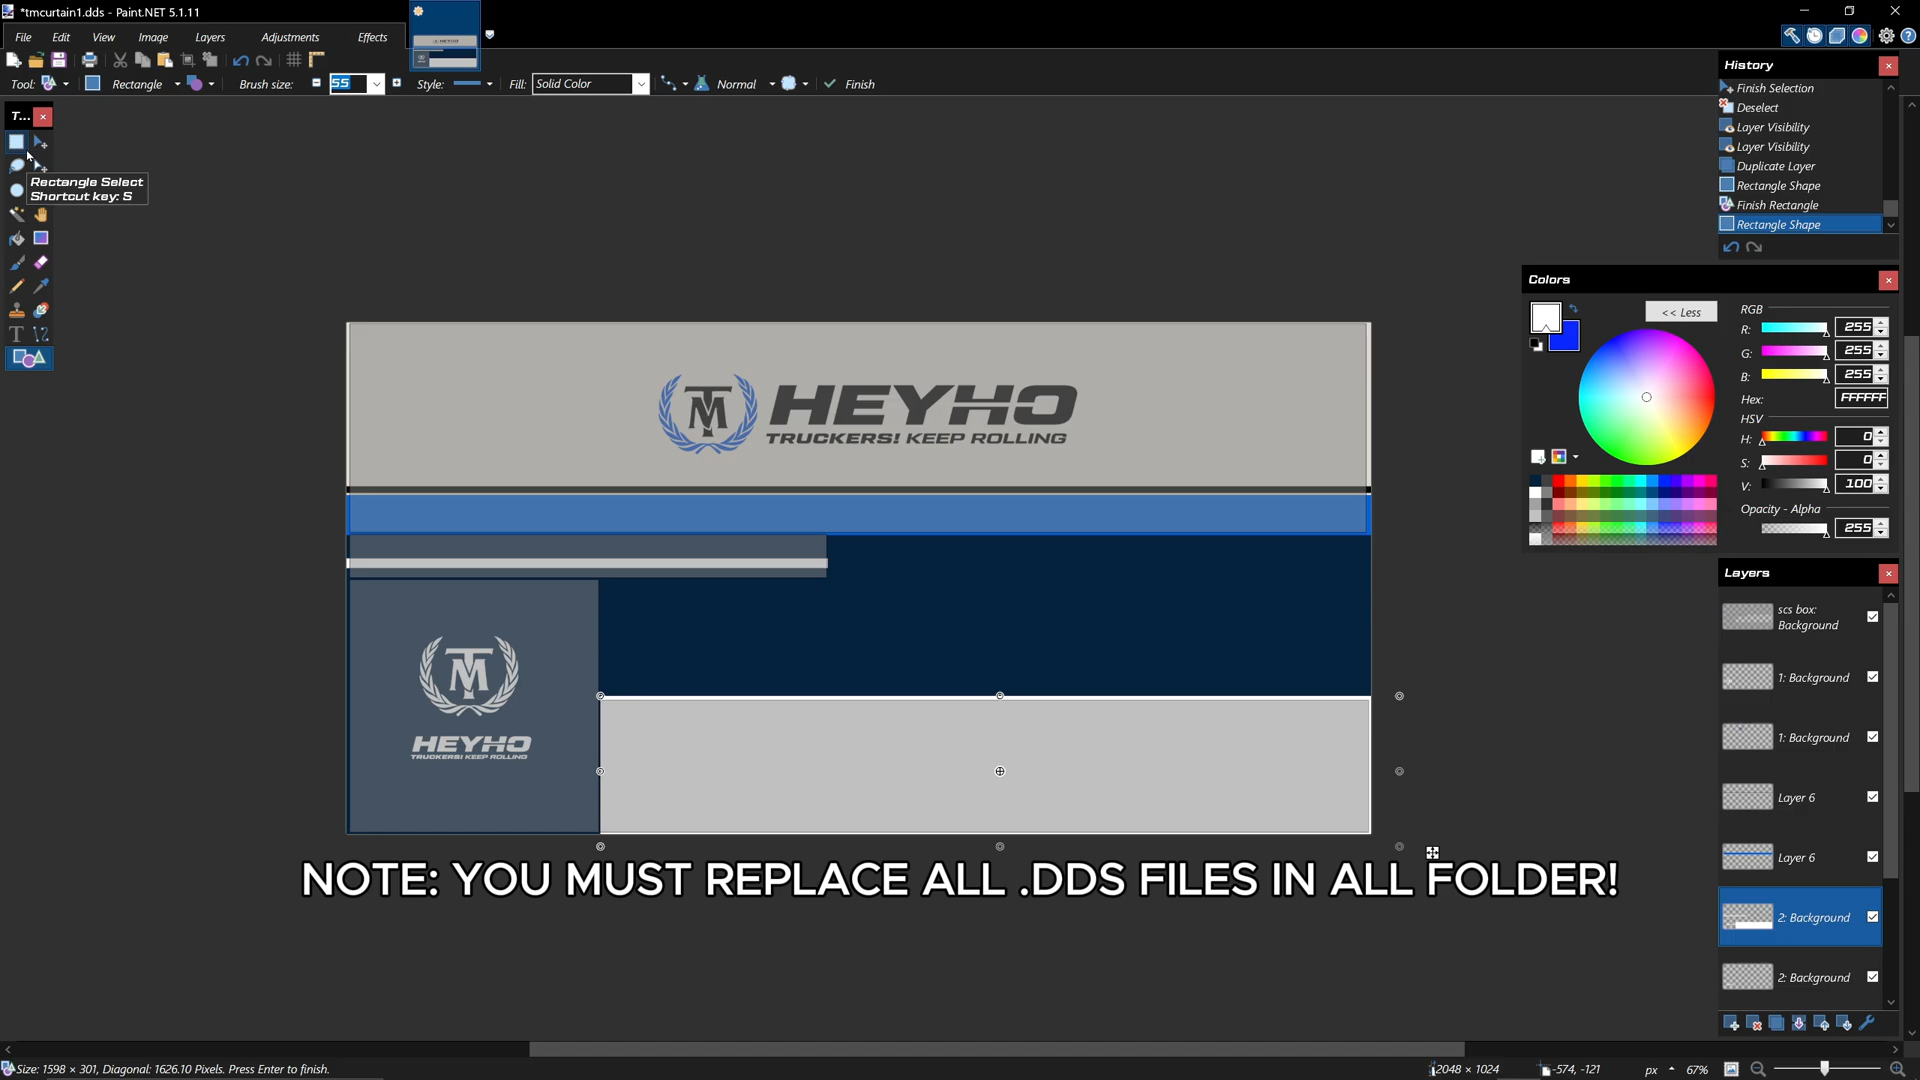 *tmcurtain1.dds - Paint.NET 5.1.11
File Edit View Image Layers Adjustments Effects
Tool: Rectangle Brush size: 55 Style: Fill: Solid Color Normal Finish
T...
Rectangle Select
Shortcut key: S
TM HEYHO
TRUCKERS! KEEP ROLLING
TM
HEYHO
TRUCKERS! KEEP ROLLING
NOTE: YOU MUST REPLACE ALL .DDS FILES IN ALL FOLDER!
History
Finish Selection
Deselect
Layer Visibility
Layer Visibility
Duplicate Layer
Rectangle Shape
Finish Rectangle
Rectangle Shape
Colors
<< Less
RGB
R: 255
G: 255
B: 255
Hex: FFFFFF
HSV
H: 0
S: 0
V: 100
Opacity - Alpha
255
Layers
scs box:
Background
1: Background
1: Background
Layer 6
Layer 6
2: Background
2: Background
Size: 1598 × 301, Diagonal: 1626.10 Pixels. Press Enter to finish.
2048 × 1024
-574, -121
px
67%